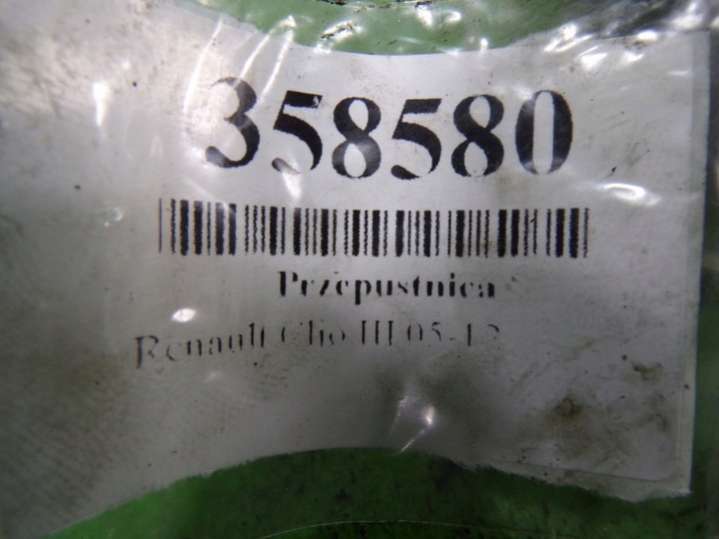 358580
Przepustnica
Renault Clio III 05-12